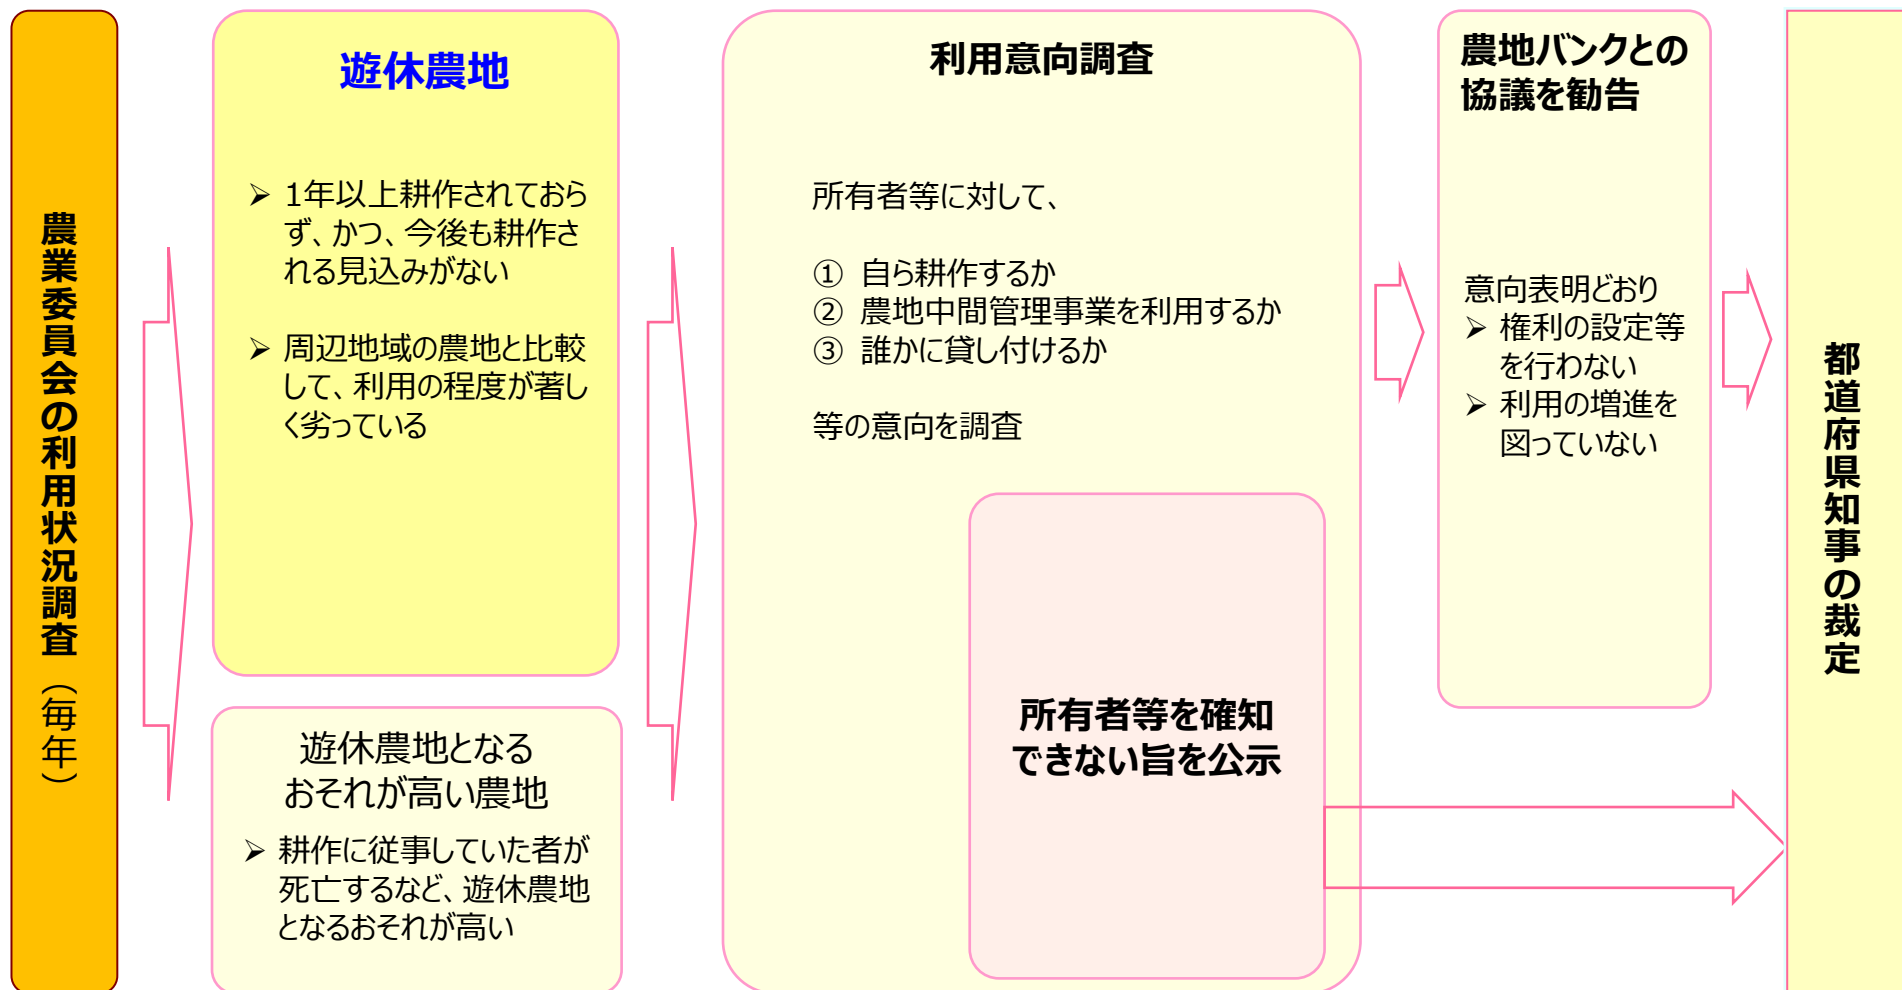 農業委員会の利用状況調査（毎年）
遊休農地
➢ 1年以上耕作されておら
ず、かつ、今後も耕作さ
れる見込みがない
➢ 周辺地域の農地と比較
して、利用の程度が著し
く劣っている
遊休農地となる
おそれが高い農地
➢ 耕作に従事していた者が
死亡するなど、遊休農地
となるおそれが高い
利用意向調査
所有者等に対して、
① 自ら耕作するか
② 農地中間管理事業を利用するか
③ 誰かに貸し付けるか
等の意向を調査
所有者等を確知
できない旨を公示
農地バンクとの
協議を勧告
意向表明どおり
➢ 権利の設定等
を行わない
➢ 利用の増進を
図っていない
都道府県知事の裁定